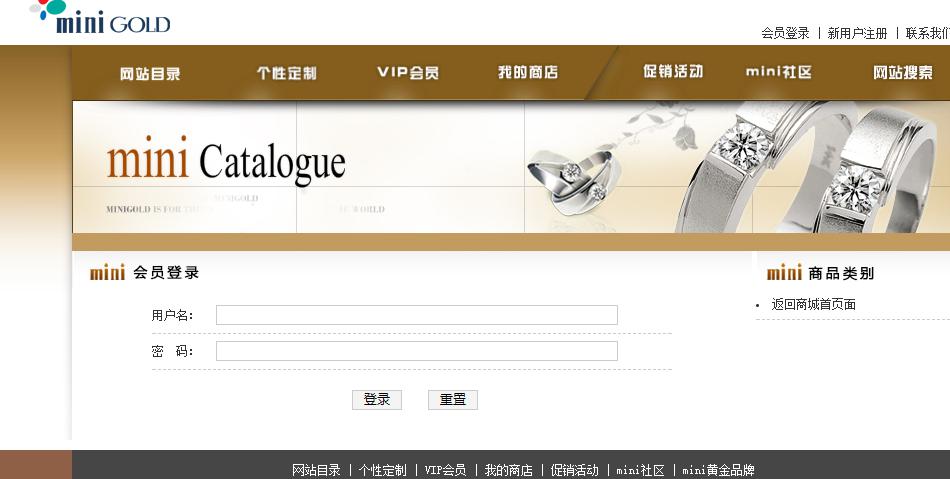 mini GOLD
会员登录 | 新用户注册 | 联系我们
网站目录 个性定制 VIP会员 我的商店 促销活动 mini社区 网站搜索
mini Catalogue
MINIGOLD
MINIGOLD IS FOR THE WORLD
mini 会员登录
mini 商品类别
用户名：
• 返回商城首页面
密 码：
登录 重置
网站目录 | 个性定制 | VIP会员 | 我的商店 | 促销活动 | mini社区 | mini黄金品牌